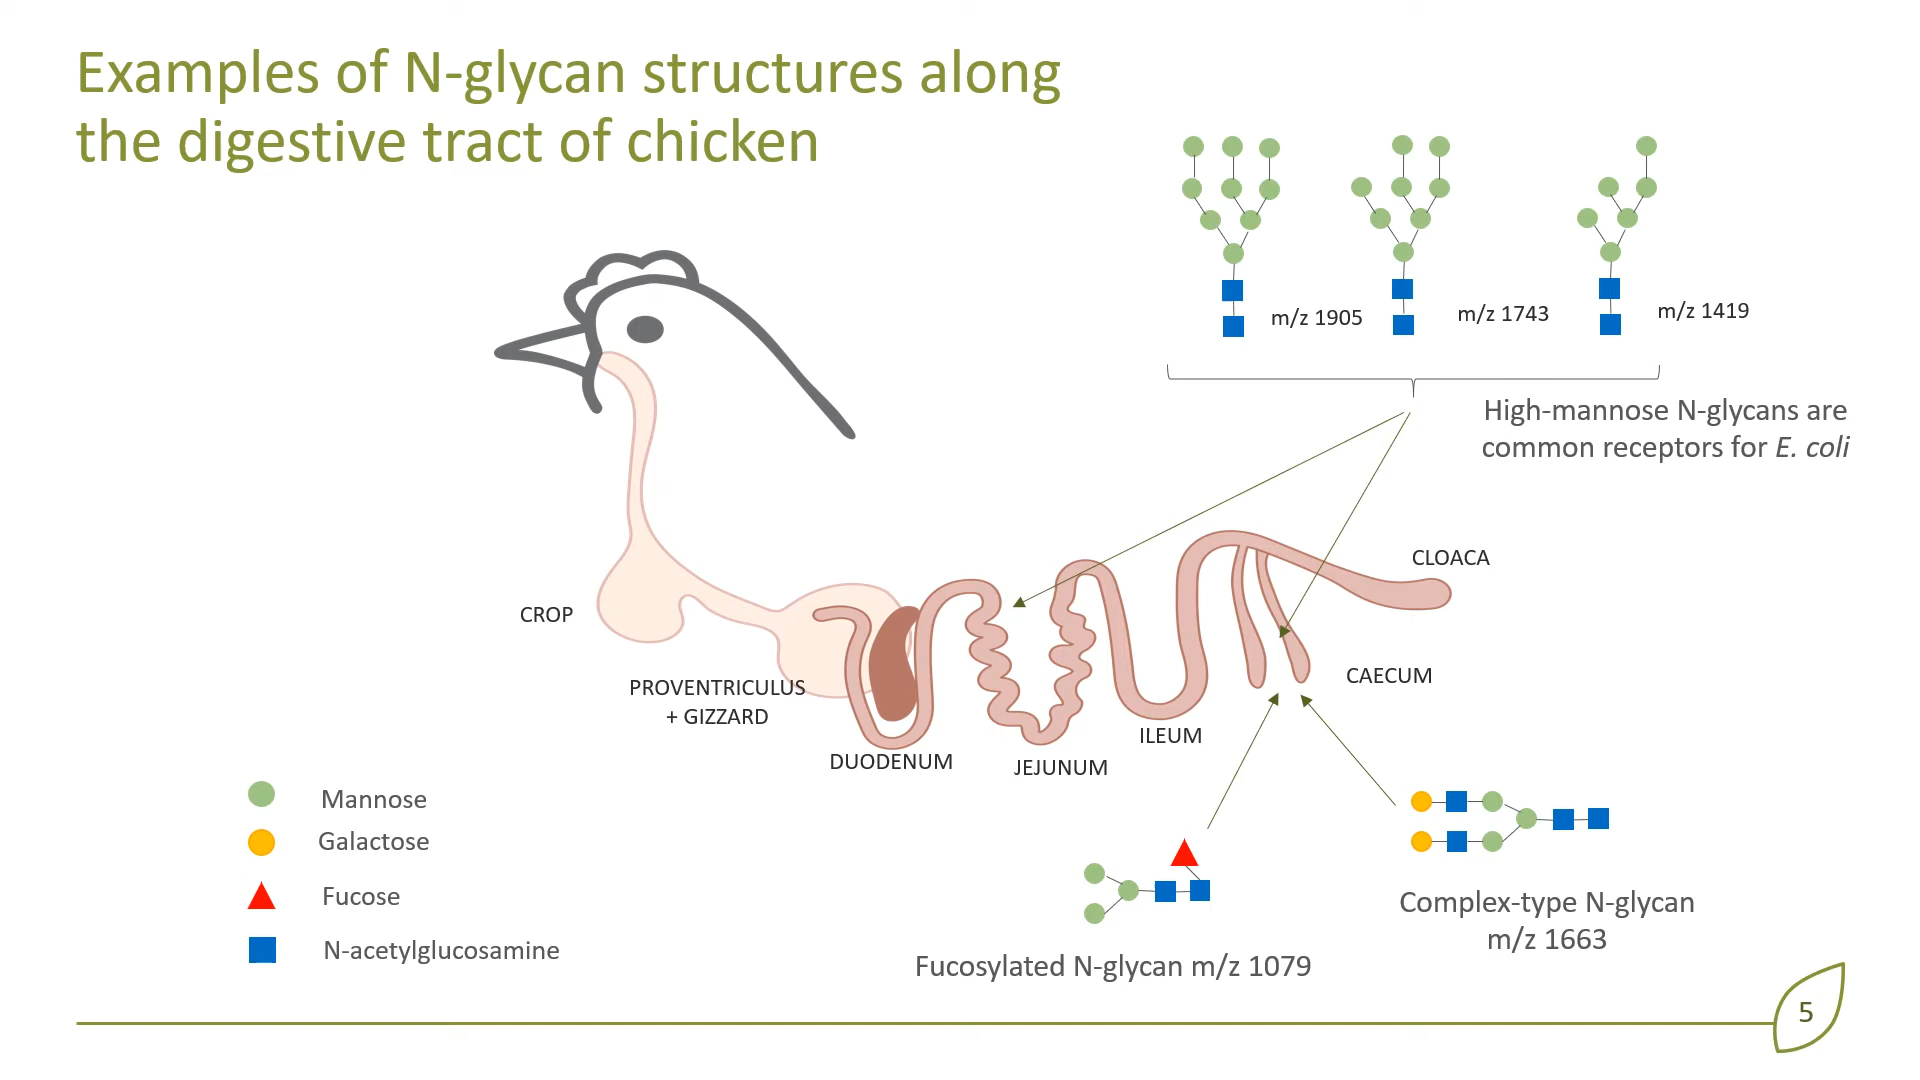 Examples of N-glycan structures along
the digestive tract of chicken
m/z 1905
m/z 1743
m/z 1419
High-mannose N-glycans are
common receptors for E. coli
CLOACA
CROP
CAECUM
PROVENTRICULUS
+ GIZZARD
ILEUM
DUODENUM
JEJUNUM
Mannose
Galactose
Fucose
N-acetylglucosamine
Complex-type N-glycan
m/z 1663
Fucosylated N-glycan m/z 1079
5